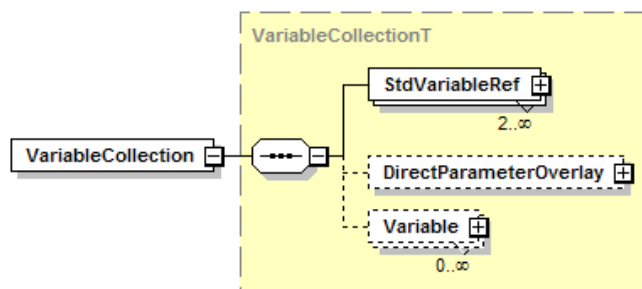 VariableCollectionT
StdVariableRef
2..∞
VariableCollection
DirectParameterOverlay
Variable
0..∞